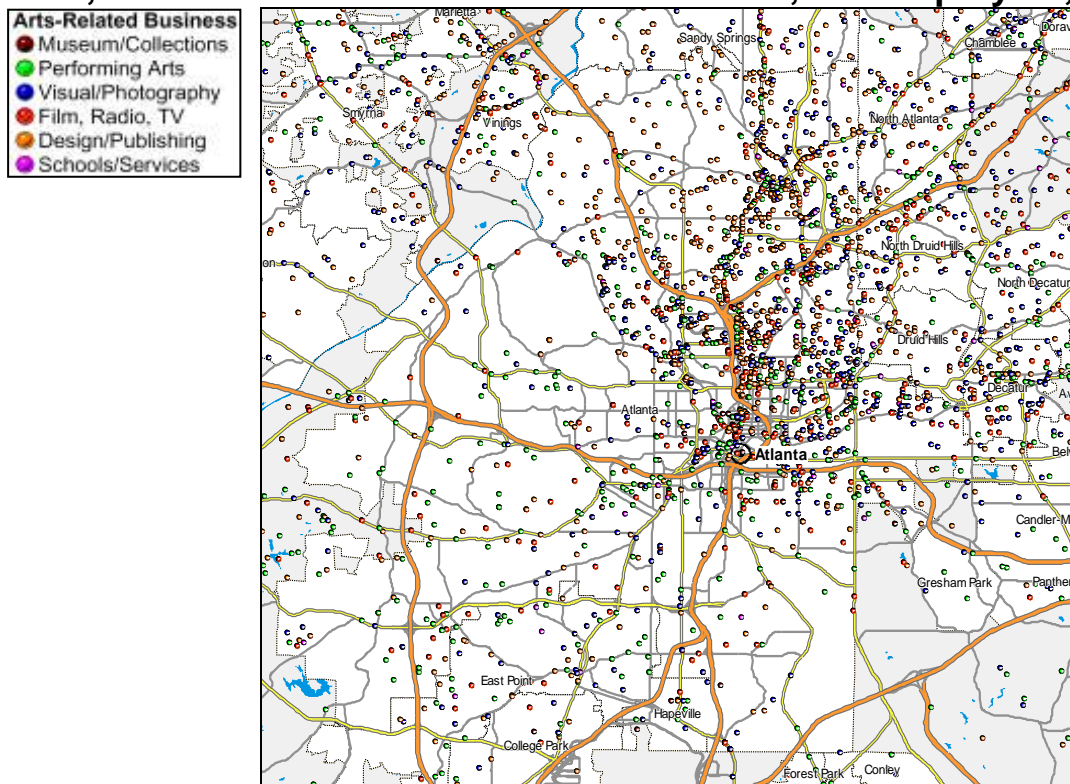 Arts-Related Business
Museum/Collections
Performing Arts
Visual/Photography
Film, Radio, TV
Design/Publishing
Schools/Services
Marietta
Sandy Springs
Chamblee
Smyrna
Vinings
North Atlanta
North Druid Hills
North Decatur
Druid Hills
Decatur
Atlanta
Atlanta
Candler-M
Gresham Park
Panther
East Point
Hapeville
College Park
Forest Park
Conley